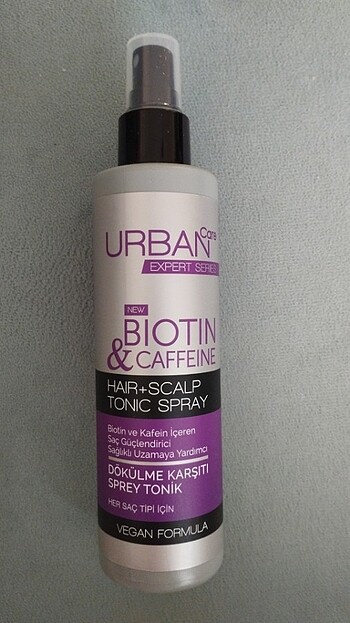 URBAN Care
EXPERT SERIES
NEW
BIOTIN
& CAFFEINE
HAIR+SCALP
TONIC SPRAY
Biotin ve Kafein İçeren
Saç Güçlendirici
Sağlıklı Uzamaya Yardımcı
DÖKÜLME KARŞITI
SPREY TONİK
HER SAÇ TİPİ İÇİN
VEGAN FORMULA